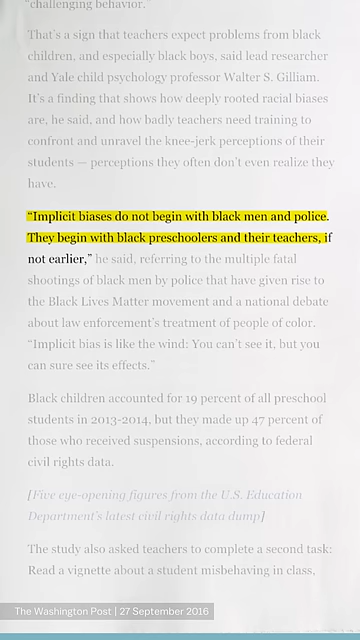 "challenging behavior."
That's a sign that teachers expect problems from black
children, and especially black boys, said lead researcher
and Yale child psychology professor Walter S. Gilliam.
It's a finding that shows how deeply rooted racial biases
are, he said, and how badly teachers need training to
confront and unravel the knee-jerk perceptions of their
students — perceptions they often don't even realize they
have.
"Implicit biases do not begin with black men and police.
They begin with black preschoolers and their teachers, if
not earlier," he said, referring to the multiple fatal
shootings of black men by police that have given rise to
the Black Lives Matter movement and a national debate
about law enforcement's treatment of people of color.
"Implicit bias is like the wind: You can't see it, but you
can sure see its effects."
Black children accounted for 19 percent of all preschool
students in 2013-2014, but they made up 47 percent of
those who received suspensions, according to federal
civil rights data.
[Five eye-opening figures from the U.S. Education
Department's latest civil rights data dump]
The study also asked teachers to complete a second task:
Read a vignette about a student misbehaving in class,
The Washington Post | 27 September 2016